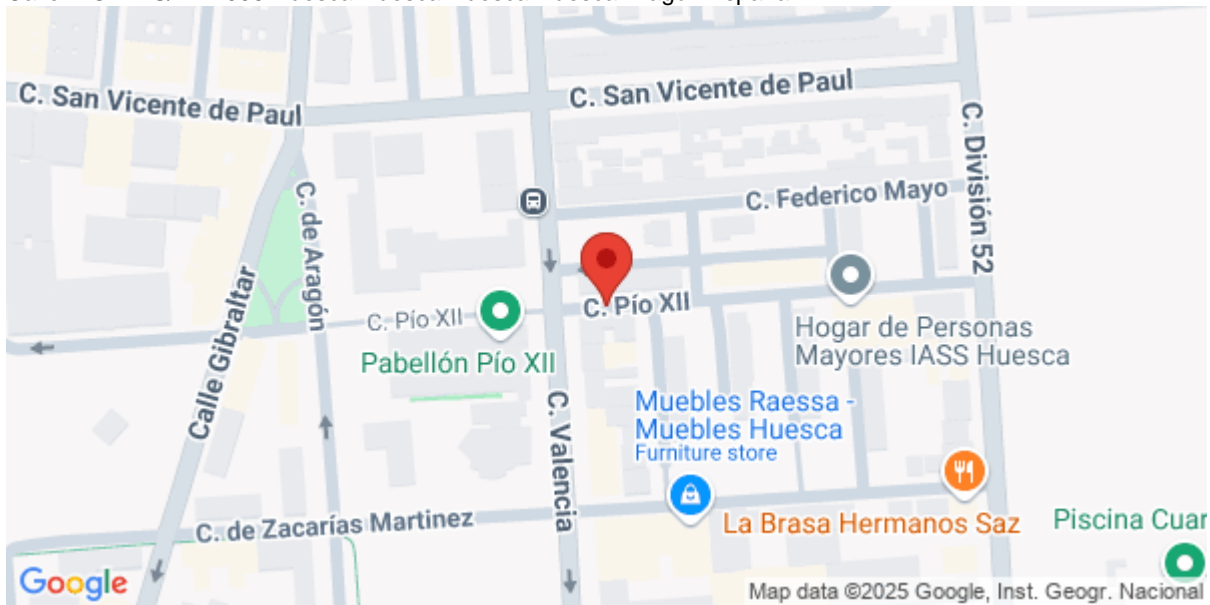 C. San Vicente de Paul
C. San Vicente de Paul
C. División 52
C. Federico Mayo
C. de Aragón
Calle Gibraltar
C. Pío XII
C. Pío XII
Pabellón Pío XII
Hogar de Personas
Mayores IASS Huesca
C. Valencia
Muebles Raessa -
Muebles Huesca
Furniture store
C. de Zacarías Martinez
La Brasa Hermanos Saz
Piscina Cuar
Google
Map data ©2025 Google, Inst. Geogr. Nacional